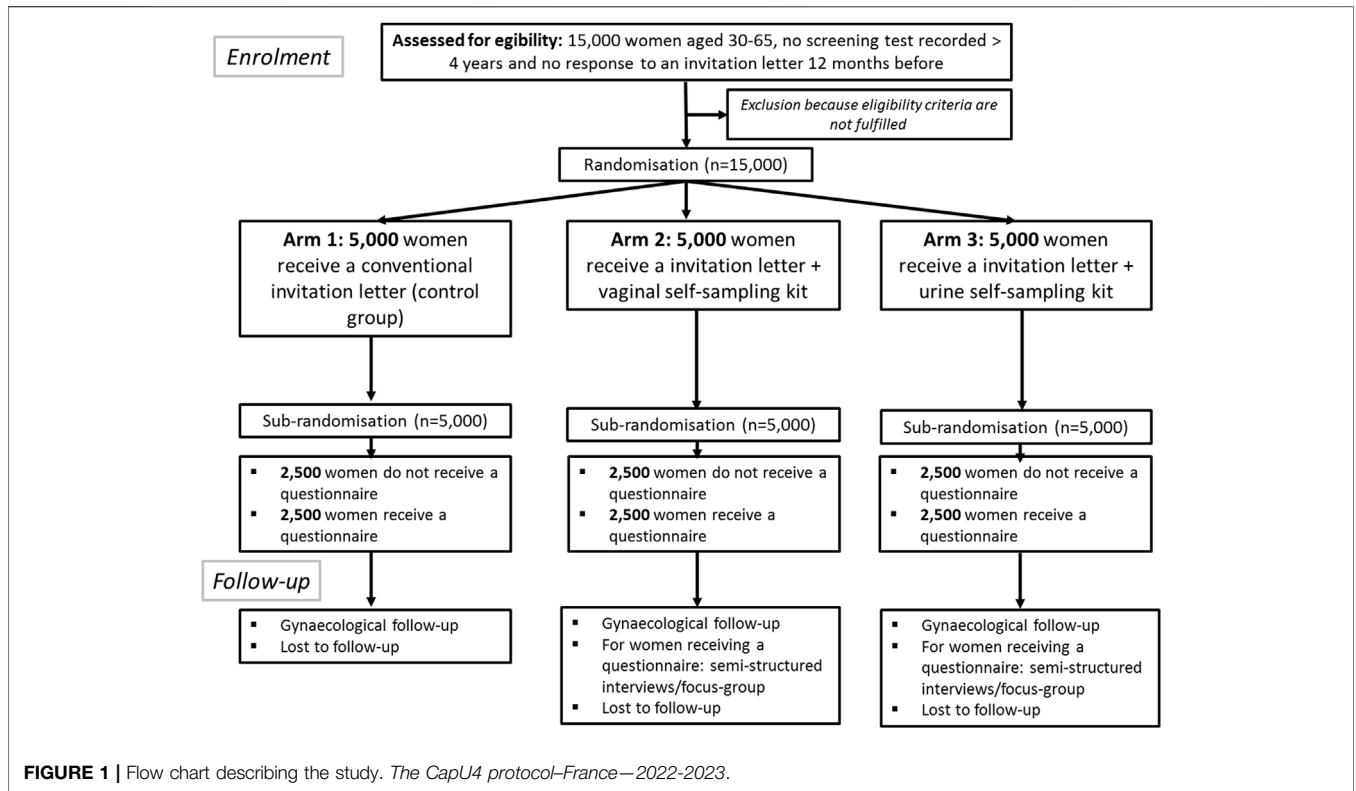 Enrolment
Assessed for egibility: 15,000 women aged 30-65, no screening test recorded >
4 years and no response to an invitation letter 12 months before
Exclusion because eligibility criteria are
not fulfilled
Randomisation (n=15,000)
Arm 1: 5,000 women
receive a conventional
invitation letter (control
group)
Arm 2: 5,000 women
receive a invitation letter +
vaginal self-sampling kit
Arm 3: 5,000 women
receive a invitation letter +
urine self-sampling kit
Sub-randomisation (n=5,000)
Sub-randomisation (n=5,000)
Sub-randomisation (n=5,000)
▪ 2,500 women do not receive a
questionnaire
▪ 2,500 women receive a
questionnaire
▪ 2,500 women do not receive a
questionnaire
▪ 2,500 women receive a
questionnaire
▪ 2,500 women do not receive a
questionnaire
▪ 2,500 women receive a
questionnaire
Follow-up
▪ Gynaecological follow-up
▪ Lost to follow-up
▪ Gynaecological follow-up
▪ For women receiving a
questionnaire: semi-structured
interviews/focus-group
▪ Lost to follow-up
▪ Gynaecological follow-up
▪ For women receiving a
questionnaire: semi-structured
interviews/focus-group
▪ Lost to follow-up
FIGURE 1 | Flow chart describing the study. The CapU4 protocol–France—2022-2023.